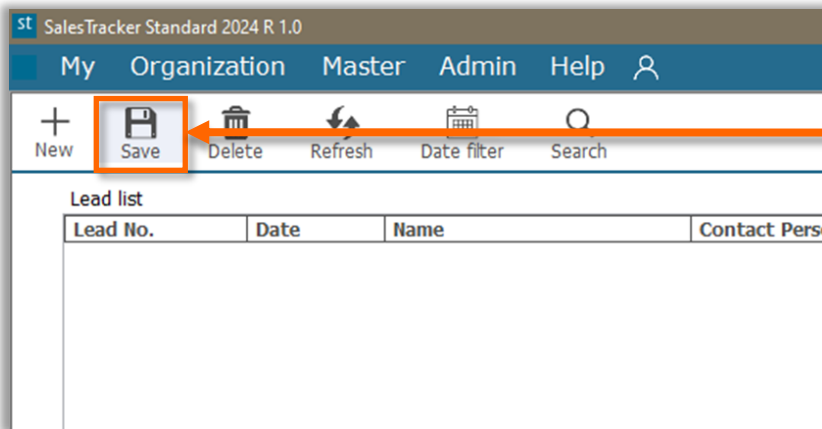 st SalesTracker Standard 2024 R 1.0
My Organization Master Admin Help
New Save Delete Refresh Date filter Search
Lead list
Lead No. Date Name Contact Pers